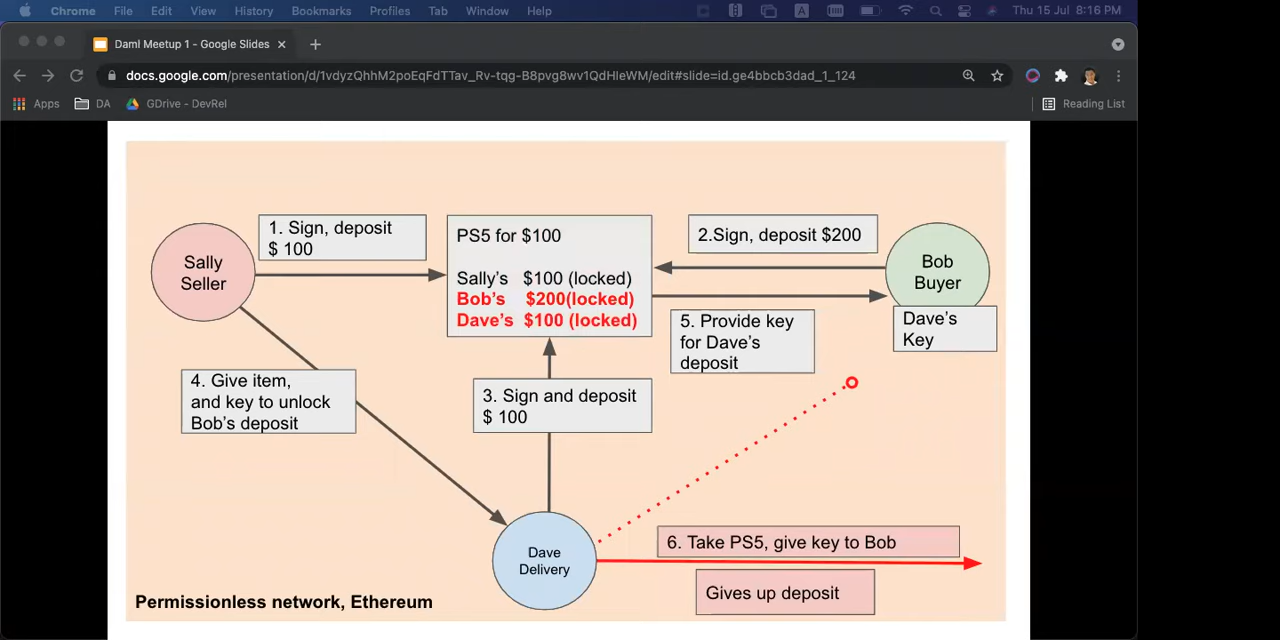 Chrome File Edit View History Bookmarks Profiles Tab Window Help A Thu 15 Jul 8:16 PM
Daml Meetup 1 - Google Slides
docs.google.com/presentation/d/1vdyzQhhM2poEqFdTTav_Rv-tqg-B8pvg8wv1QdHIeWM/edit#slide=id.ge4bbcb3dad_1_124
Apps DA GDrive - DevRel Reading List
Sally
Seller
1. Sign, deposit
$ 100
PS5 for $100
Sally's $100 (locked)
Bob's $200(locked)
Dave's $100 (locked)
2.Sign, deposit $200
Bob
Buyer
Dave's
Key
5. Provide key
for Dave's
deposit
4. Give item,
and key to unlock
Bob's deposit
3. Sign and deposit
$ 100
Dave
Delivery
6. Take PS5, give key to Bob
Gives up deposit
Permissionless network, Ethereum